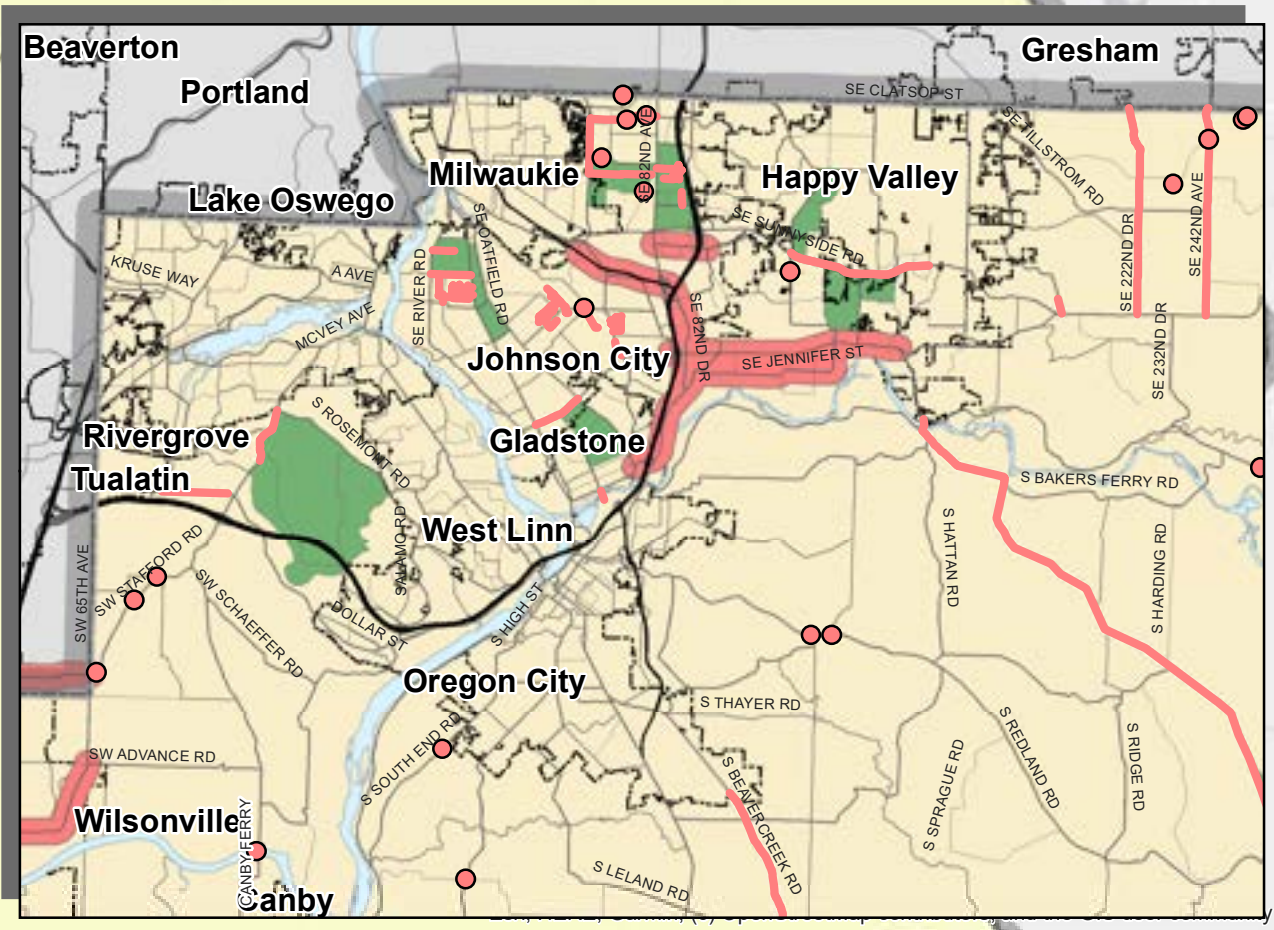 Beaverton
Gresham
Portland
SE CLATSOP ST
SE TILLSTROM RD
SE 82ND AVE
Milwaukie
Happy Valley
Lake Oswego
SE OATFIELD RD
SE SUNNYSIDE RD
SE 222ND DR
SE 242ND AVE
KRUSE WAY
A AVE
SE RIVER RD
MCVEY AVE
SE 82ND DR
SE 232ND DR
Johnson City
SE JENNIFER ST
S ROSEMONT RD
Rivergrove
Gladstone
Tualatin
S BAKERS FERRY RD
West Linn
SALAMO RD
S HATTAN RD
S HARDING RD
SW 65TH AVE
SW STAFFORD RD
SW SCHAEFFER RD
DOLLAR ST
S HIGH ST
Oregon City
S THAYER RD
S SOUTH END RD
S REDLAND RD
S RIDGE RD
SW ADVANCE RD
S BEAVERCREEK RD
S SPRAGUE RD
Wilsonville
CANBY FERRY
S LELAND RD
Canby